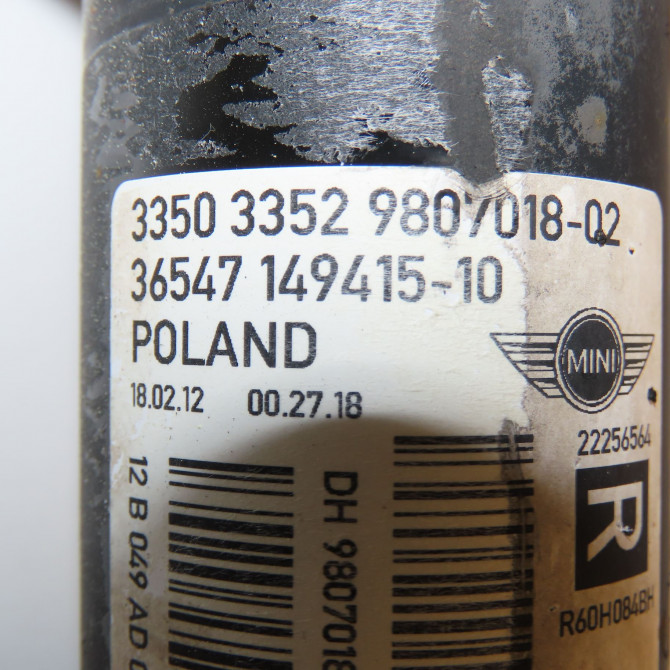 3350 3352 9807018-02
36547 149415-10
POLAND
MINI
18.02.12 00.27.18
22256564
R
R60H084BH
12 B 049 AD
DH 9807018